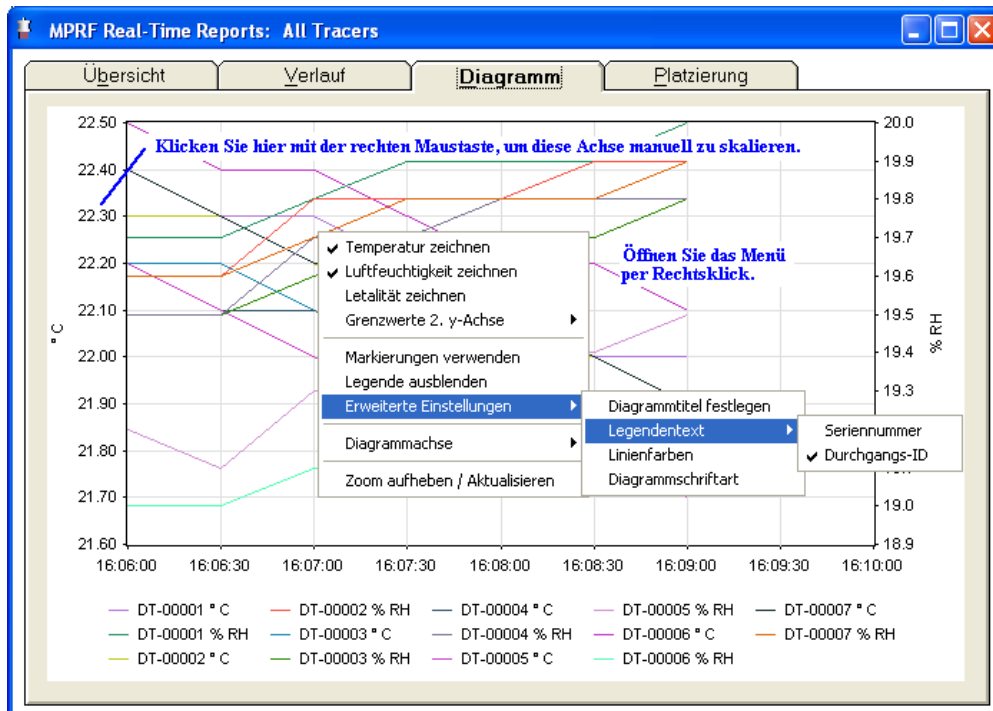 MPRF Real-Time Reports: All Tracers
Übersicht
Verlauf
Diagramm
Platzierung
22.50
22.40
22.30
22.20
22.10
22.00
21.90
21.80
21.70
21.60
° C
Klicken Sie hier mit der rechten Maustaste, um diese Achse manuell zu skalieren.
Öffnen Sie das Menü
per Rechtsklick.
Temperatur zeichnen
Luftfeuchtigkeit zeichnen
Letalität zeichnen
Grenzwerte 2. y-Achse
Markierungen verwenden
Legende ausblenden
Erweiterte Einstellungen
Diagrammachse
Zoom aufheben / Aktualisieren
Diagrammtitel festlegen
Legendentext
Linienfarben
Diagrammschriftart
Seriennummer
Durchgangs-ID
20.0
19.9
19.8
19.7
19.6
19.5
19.4
19.3
19.0
18.9
% RH
16:06:00 16:06:30 16:07:00 16:07:30 16:08:00 16:08:30 16:09:00 16:09:30 16:10:00
DT-00001 ° C DT-00002 % RH DT-00004 ° C DT-00005 % RH DT-00007 ° C
DT-00001 % RH DT-00003 ° C DT-00004 % RH DT-00006 ° C DT-00007 % RH
DT-00002 ° C DT-00003 % RH DT-00005 ° C DT-00006 % RH